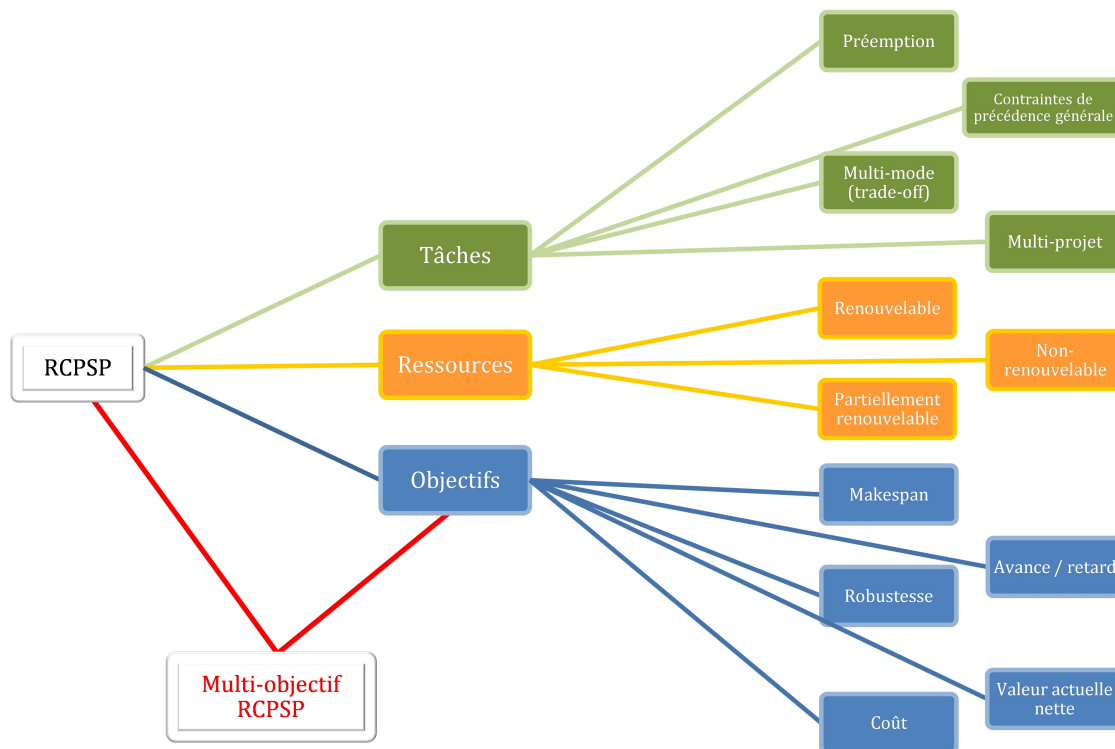 Préemption
Contraintes de
précédence générale
Multi-mode
(trade-off)
Multi-projet
Tâches
Renouvelable
Non-
renouvelable
Partiellement
renouvelable
Ressources
RCPSP
Objectifs
Makespan
Avance / retard
Robustesse
Valeur actuelle
nette
Coût
Multi-objectif
RCPSP